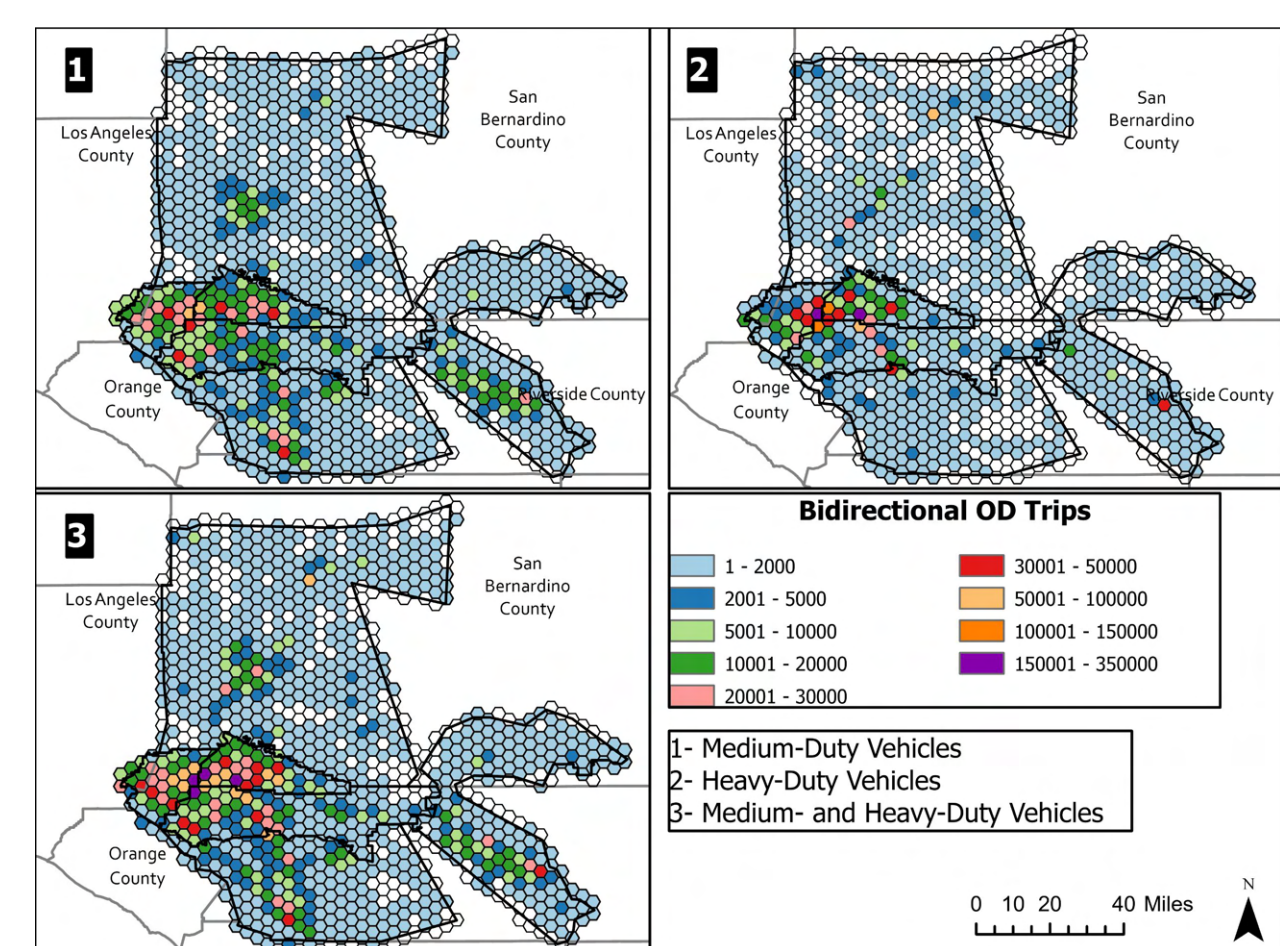 1
San
Bernardino
County
Los Angeles
County
Orange
County
Riverside County
2
San
Bernardino
County
Los Angeles
County
Orange
County
Riverside County
3
San
Bernardino
County
Los Angeles
County
Orange
County
Bidirectional OD Trips
1 - 2000
2001 - 5000
5001 - 10000
10001 - 20000
20001 - 30000
30001 - 50000
50001 - 100000
100001 - 150000
150001 - 350000
1- Medium-Duty Vehicles
2- Heavy-Duty Vehicles
3- Medium- and Heavy-Duty Vehicles
0 10 20 40 Miles
N